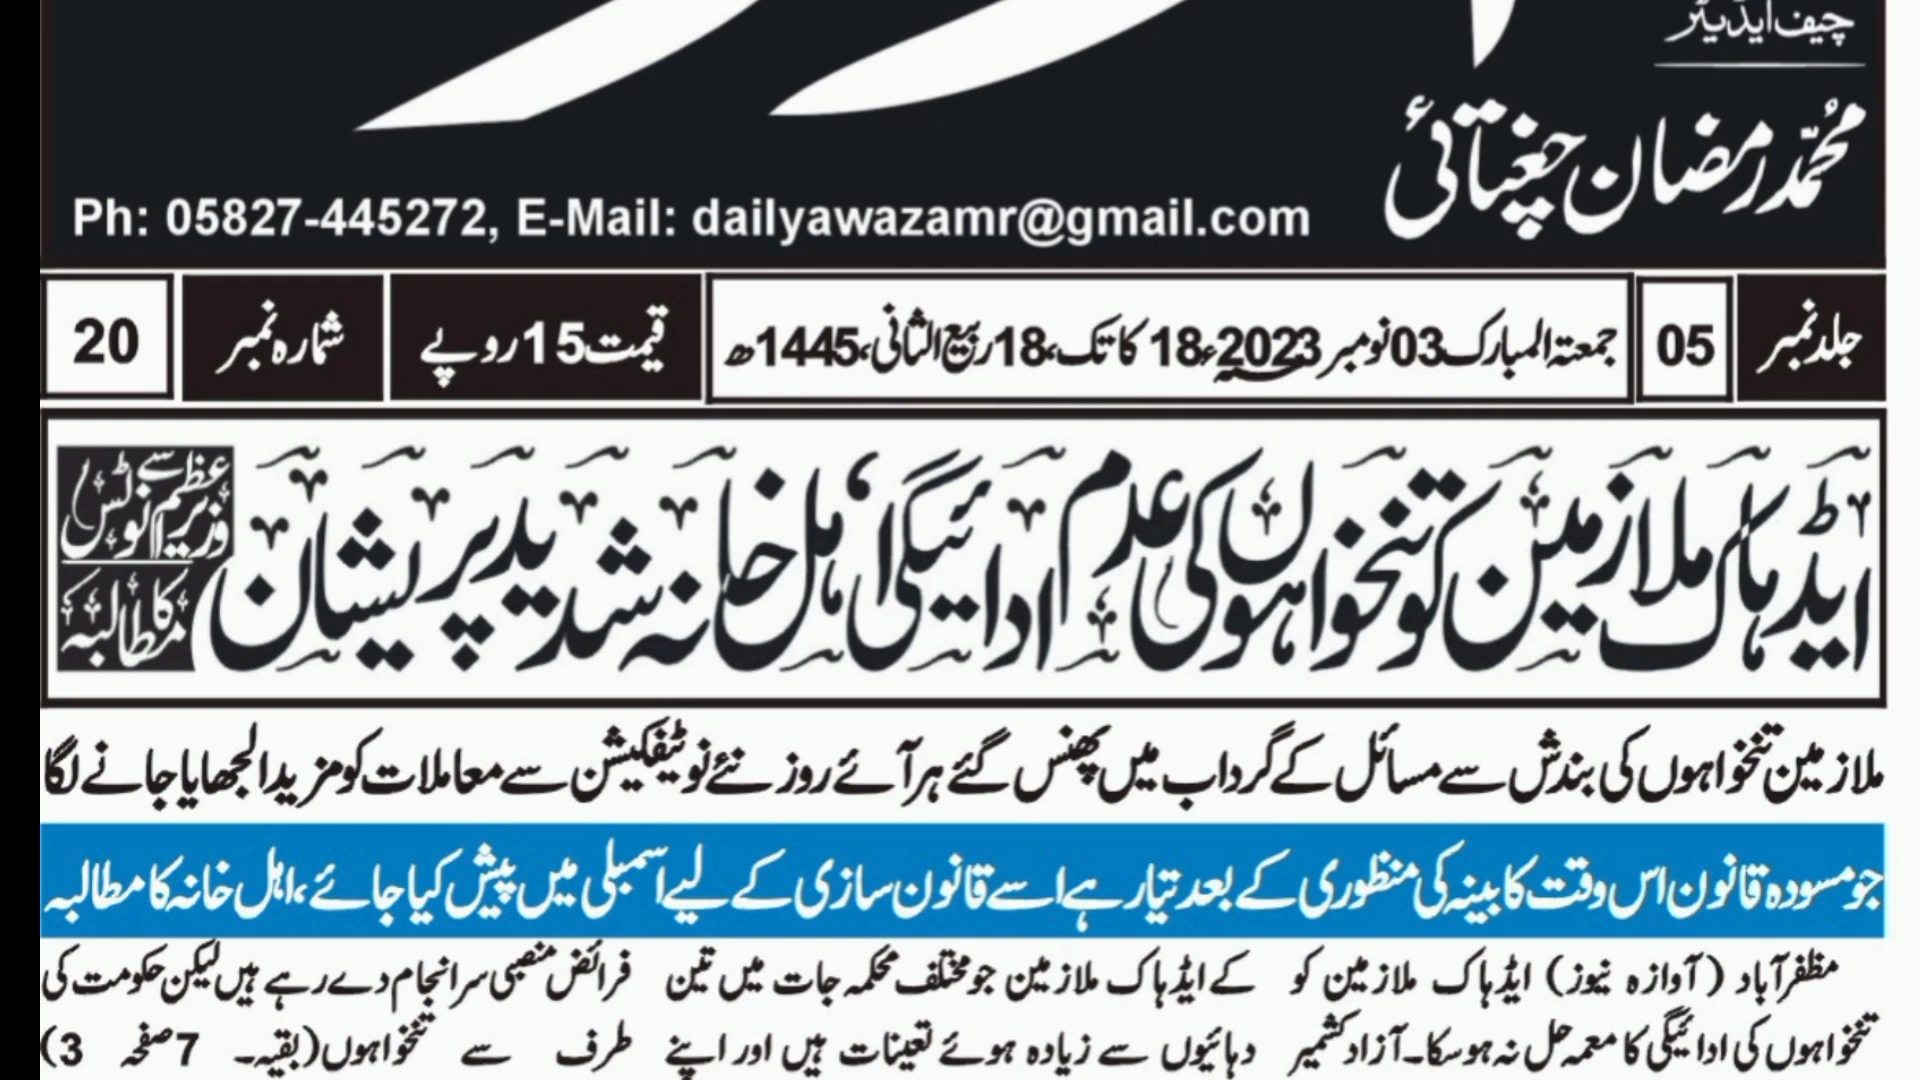 چیف ایڈیٹر
محمّد رمضان چغتائی
Ph: 05827-445272, E-Mail: dailyawazamr@gmail.com
جلد نمبر 05 جمعتہ المبارک 03 نومبر 2023ء، 18 کاتک، 18 ربیع الثانی، 1445ھ قیمت 15 روپے شمارہ نمبر 20
ایڈہاک ملازمین کو تنخواہوں کی عدم ادائیگی، اہل خانہ شدید پریشان
وزیراعظم سے نوٹس
کا مطالبہ
ملازمین تنخواہوں کی بندش سے مسائل کے گرداب میں پھنس گئے ہر آئے روز نئے نوٹیفکیشن سے معاملات کو مزید الجھایا جانے لگا
جو مسودہ قانون اس وقت کابینہ کی منظوری کے بعد تیار ہے اسے قانون سازی کے لیے اسمبلی میں پیش کیا جائے، اہل خانہ کا مطالبہ
مظفرآباد (آوازہ نیوز) ایڈہاک ملازمین کو
تنخواہوں کی ادائیگی کا معمہ حل نہ ہو سکا۔ آزاد کشمیر
کے ایڈہاک ملازمین جو مختلف محکمہ جات میں تین
دہائیوں سے زیادہ ہوئے تعینات ہیں اور اپنے
فرائض منصبی سرانجام دے رہے ہیں لیکن حکومت کی
طرف سے تنخواہوں (بقیہ۔ 7 صفحہ 3)